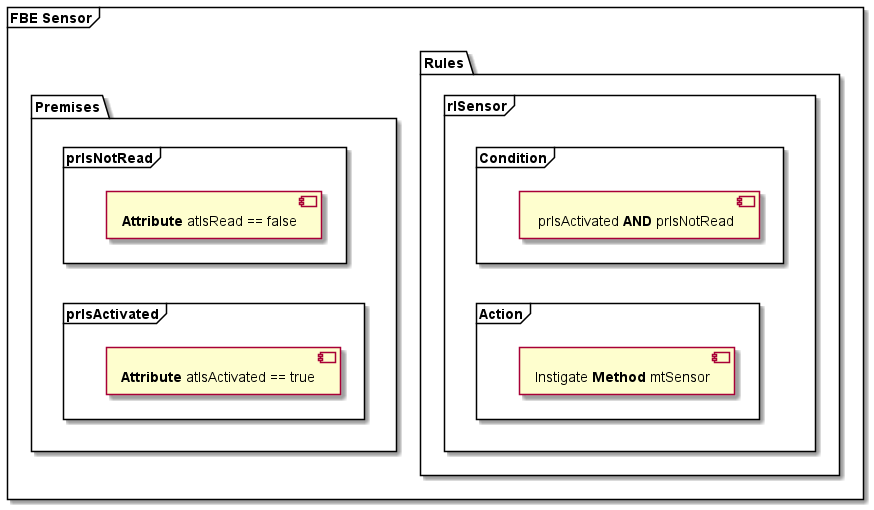 FBE Sensor
Premises
prIsNotRead
Attribute atIsRead == false
prIsActivated
Attribute atIsActivated == true
Rules
rlSensor
Condition
prIsActivated AND prIsNotRead
Action
Instigate Method mtSensor